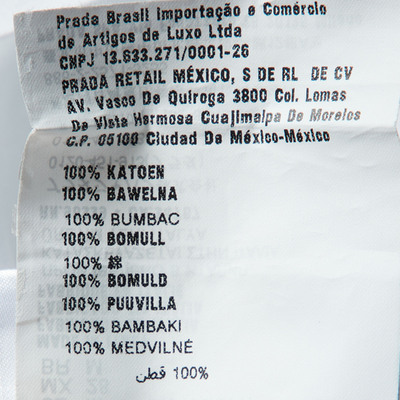 Prada Brasil Importação e Comércio
de Artigos de Luxo Ltda
CNPJ 13.633.271/0001-26
PRADA RETAIL MÉXICO, S DE RL DE CV
AV. Vasco De Quiroga 3800 Col. Lomas
De Vista Hermosa Cuajimalpa De Morelos
C.P. 05100 Ciudad De México-México
100% KATOEN
100% BAWELNA
100% BUMBAC
100% BOMULL
100% 綿
100% BOMULD
100% PUUVILLA
100% BAMBAKI
100% MEDVILNÉ
100% قطن